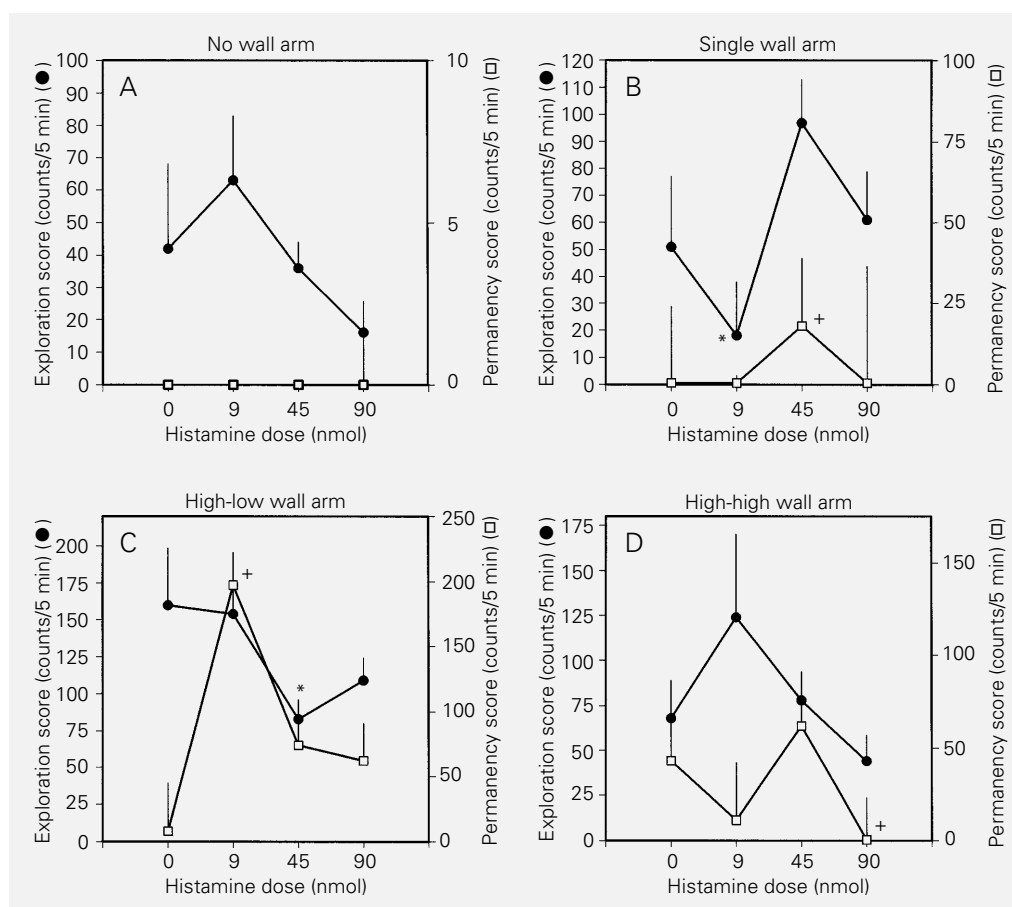 No wall arm
A
Exploration score (counts/5 min) (●)
100
90
80
70
60
50
40
30
20
10
0
10
5
0
Permanency score (counts/5 min) (□)
0 9 45 90
Histamine dose (nmol)
Single wall arm
B
Exploration score (counts/5 min) (●)
120
110
100
90
80
70
60
50
40
30
20
10
0
*
+
100
75
50
25
0
Permanency score (counts/5 min) (□)
0 9 45 90
Histamine dose (nmol)
High-low wall arm
C
Exploration score (counts/5 min) (●)
200
175
150
125
100
75
50
25
0
+
*
250
200
150
100
50
0
Permanency score (counts/5 min) (□)
0 9 45 90
Histamine dose (nmol)
High-high wall arm
D
Exploration score (counts/5 min) (●)
175
150
125
100
75
50
25
0
+
150
100
50
0
Permanency score (counts/5 min) (□)
0 9 45 90
Histamine dose (nmol)